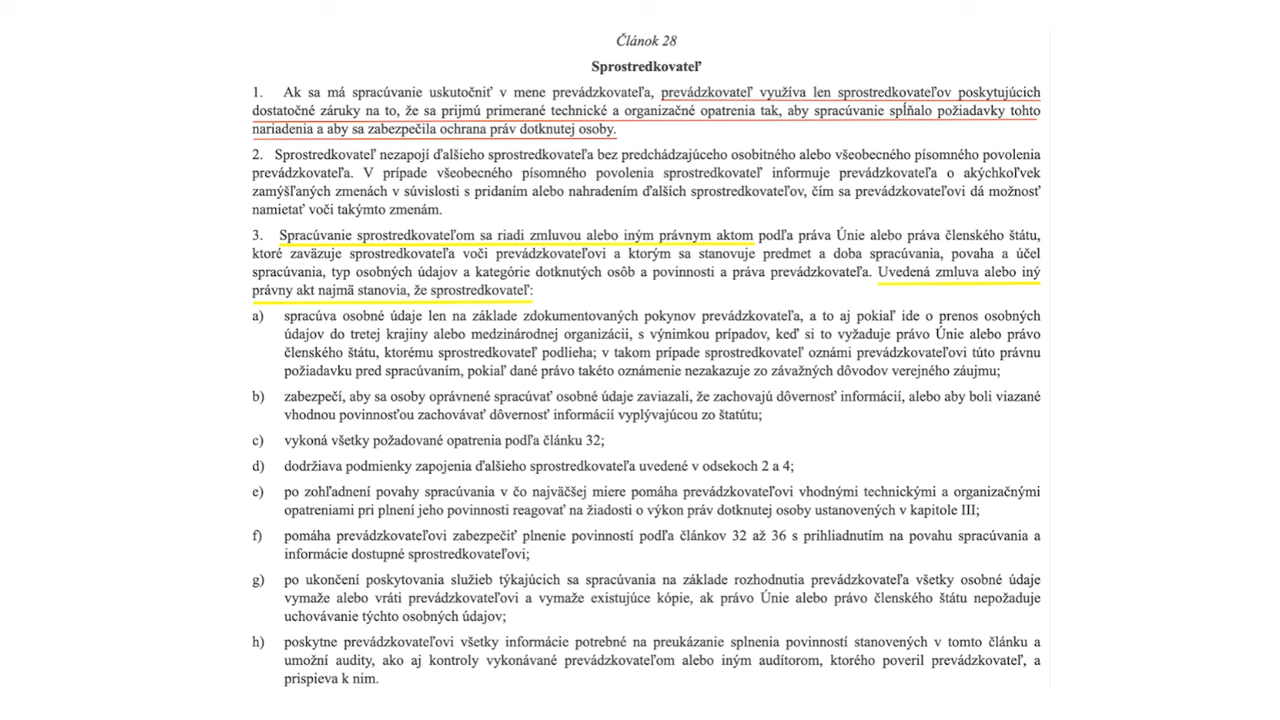 Článok 28
Sprostredkovateľ
1. Ak sa má spracúvanie uskutočniť v mene prevádzkovateľa, prevádzkovateľ využíva len sprostredkovateľov poskytujúcich
dostatočné záruky na to, že sa prijmú primerané technické a organizačné opatrenia tak, aby spracúvanie spĺňalo požiadavky tohto
nariadenia a aby sa zabezpečila ochrana práv dotknutej osoby.
2. Sprostredkovateľ nezapojí ďalšieho sprostredkovateľa bez predchádzajúceho osobitného alebo všeobecného písomného povolenia
prevádzkovateľa. V prípade všeobecného písomného povolenia sprostredkovateľ informuje prevádzkovateľa o akýchkoľvek
zamýšľaných zmenách v súvislosti s pridaním alebo nahradením ďalších sprostredkovateľov, čím sa prevádzkovateľovi dá možnosť
namietať voči takýmto zmenám.
3. Spracúvanie sprostredkovateľom sa riadi zmluvou alebo iným právnym aktom podľa práva Únie alebo práva členského štátu,
ktoré zaväzuje sprostredkovateľa voči prevádzkovateľovi a ktorým sa stanovuje predmet a doba spracúvania, povaha a účel
spracúvania, typ osobných údajov a kategórie dotknutých osôb a povinnosti a práva prevádzkovateľa. Uvedená zmluva alebo iný
právny akt najmä stanovia, že sprostredkovateľ:
a) spracúva osobné údaje len na základe zdokumentovaných pokynov prevádzkovateľa, a to aj pokiaľ ide o prenos osobných
údajov do tretej krajiny alebo medzinárodnej organizácii, s výnimkou prípadov, keď si to vyžaduje právo Únie alebo právo
členského štátu, ktorému sprostredkovateľ podlieha; v takom prípade sprostredkovateľ oznámi prevádzkovateľovi túto právnu
požiadavku pred spracúvaním, pokiaľ dané právo takéto oznámenie nezakazuje zo závažných dôvodov verejného záujmu;
b) zabezpečí, aby sa osoby oprávnené spracúvať osobné údaje zaviazali, že zachovajú dôvernosť informácií, alebo aby boli viazané
vhodnou povinnosťou zachovávať dôvernosť informácií vyplývajúcou zo štatútu;
c) vykoná všetky požadované opatrenia podľa článku 32;
d) dodržiava podmienky zapojenia ďalšieho sprostredkovateľa uvedené v odsekoch 2 a 4;
e) po zohľadnení povahy spracúvania v čo najväčšej miere pomáha prevádzkovateľovi vhodnými technickými a organizačnými
opatreniami pri plnení jeho povinnosti reagovať na žiadosti o výkon práv dotknutej osoby ustanovených v kapitole III;
f) pomáha prevádzkovateľovi zabezpečiť plnenie povinností podľa článkov 32 až 36 s prihliadnutím na povahu spracúvania a
informácie dostupné sprostredkovateľovi;
g) po ukončení poskytovania služieb týkajúcich sa spracúvania na základe rozhodnutia prevádzkovateľa všetky osobné údaje
vymaže alebo vráti prevádzkovateľovi a vymaže existujúce kópie, ak právo Únie alebo právo členského štátu nepožaduje
uchovávanie týchto osobných údajov;
h) poskytne prevádzkovateľovi všetky informácie potrebné na preukázanie splnenia povinností stanovených v tomto článku a
umožní audity, ako aj kontroly vykonávané prevádzkovateľom alebo iným audítorom, ktorého poveril prevádzkovateľ, a
prispieva k nim.